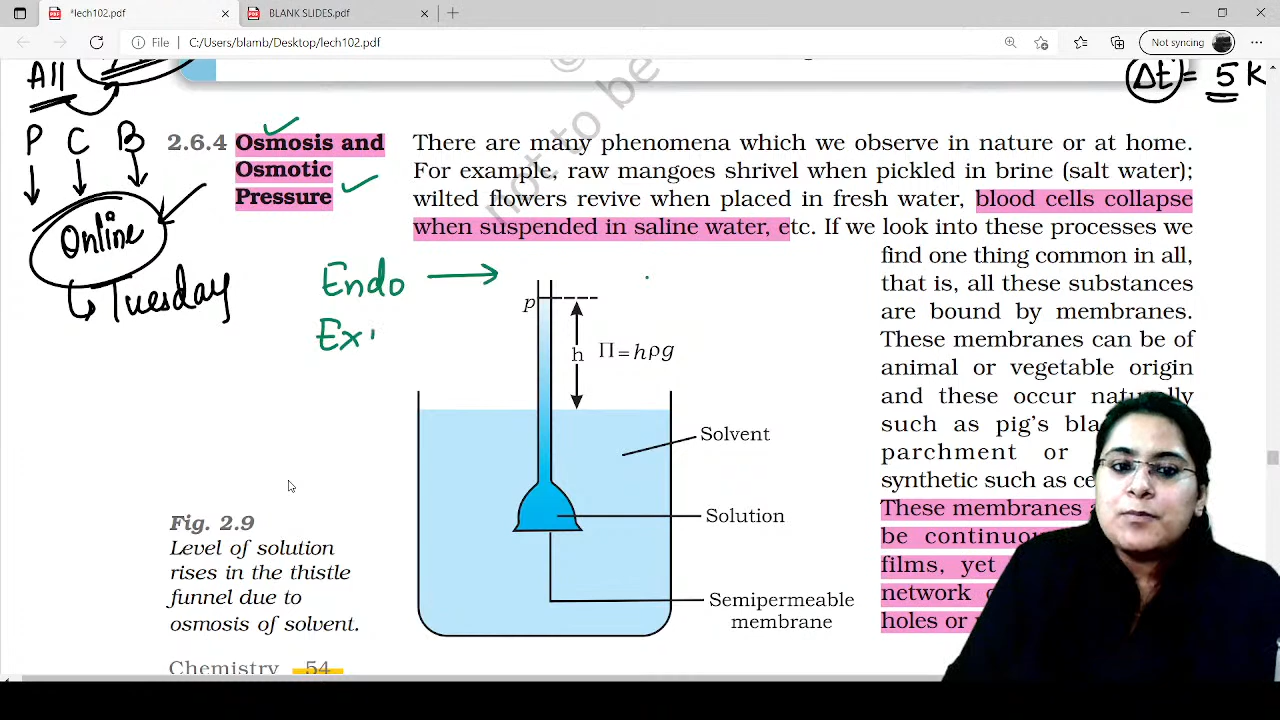 *lech102.pdf
BLANK SLIDES.pdf
File
C:/Users/blamb/Desktop/lech102.pdf
Not syncing
not to be
All
Δt = 5 K
P C B
Online
Tuesday
2.6.4 Osmosis and
Osmotic
Pressure
There are many phenomena which we observe in nature or at home.
For example, raw mangoes shrivel when pickled in brine (salt water);
wilted flowers revive when placed in fresh water, blood cells collapse
when suspended in saline water, etc. If we look into these processes we
find one thing common in all,
that is, all these substances
are bound by membranes.
These membranes can be of
animal or vegetable origin
and these occur naturally
such as pig's
parchment or
synthetic such as
These membranes
be
films, yet
network
holes or
Endo
Ex
p
h
Π = hρg
Solvent
Solution
Semipermeable
membrane
Fig. 2.9
Level of solution
rises in the thistle
funnel due to
osmosis of solvent.
Chemistry 54